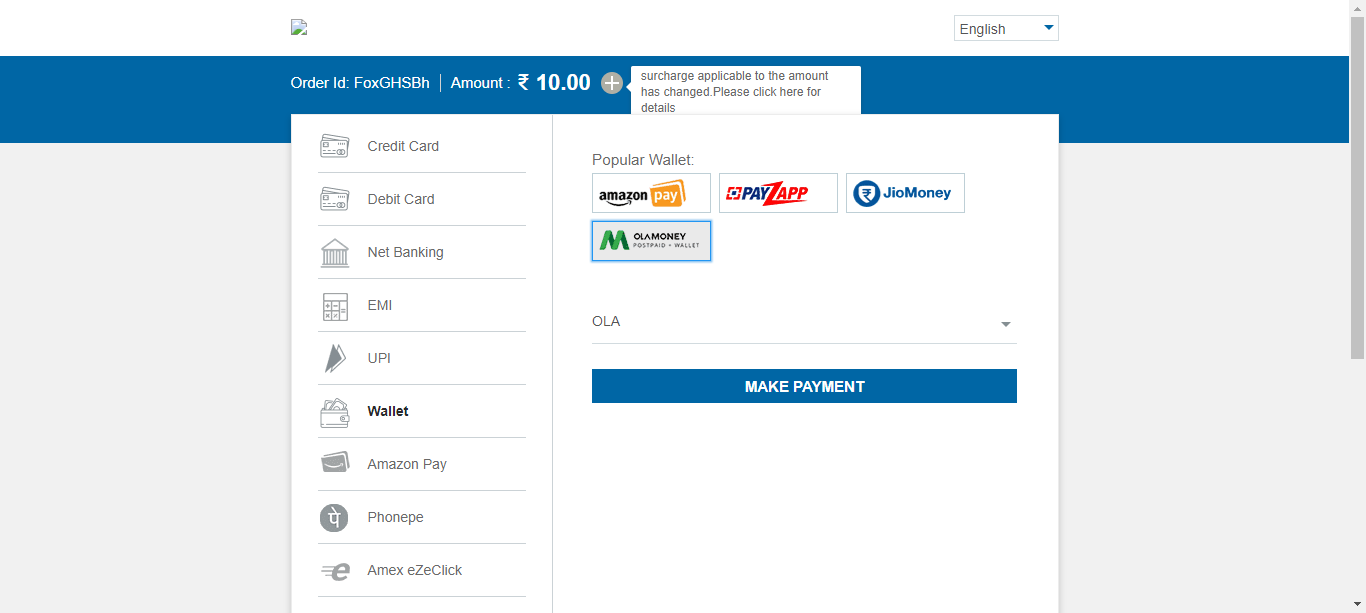 English
Order Id: FoxGHSBh
Amount : ₹ 10.00
surcharge applicable to the amount
has changed.Please click here for
details
Credit Card
Debit Card
Net Banking
EMI
UPI
Wallet
Amazon Pay
Phonepe
Amex eZeClick
Popular Wallet:
amazon pay
PAYZAPP
JioMoney
OLAMONEY
POSTPAID + WALLET
OLA
MAKE PAYMENT